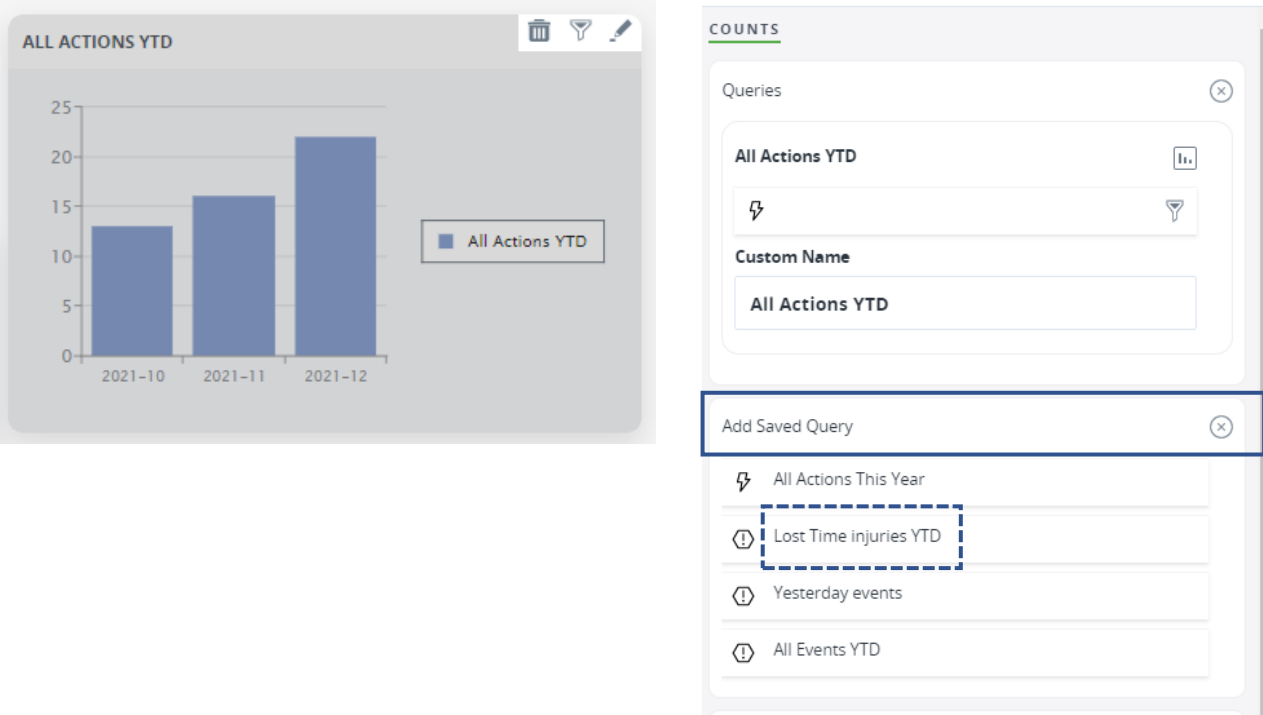 ALL ACTIONS YTD
25
20
15
10
5
0
2021-10 2021-11 2021-12
All Actions YTD
COUNTS
Queries
All Actions YTD
Custom Name
All Actions YTD
Add Saved Query
All Actions This Year
Lost Time injuries YTD
Yesterday events
All Events YTD